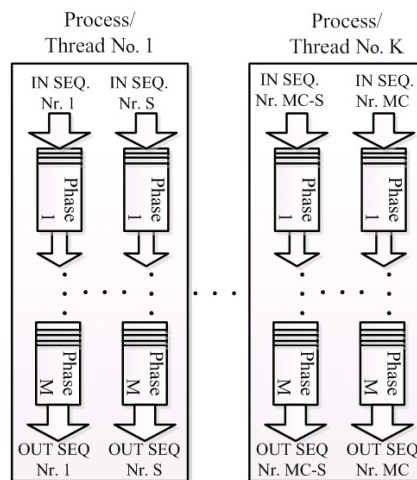 Process/
Thread No. 1
Process/
Thread No. K
IN SEQ.
Nr. 1
IN SEQ.
Nr. S
IN SEQ.
Nr. MC-S
IN SEQ.
Nr. MC
Phase
1
Phase
1
Phase
1
Phase
1
Phase
M
Phase
M
Phase
M
Phase
M
OUT SEQ
Nr. 1
OUT SEQ
Nr. S
OUT SEQ
Nr. MC-S
OUT SEQ
Nr. MC